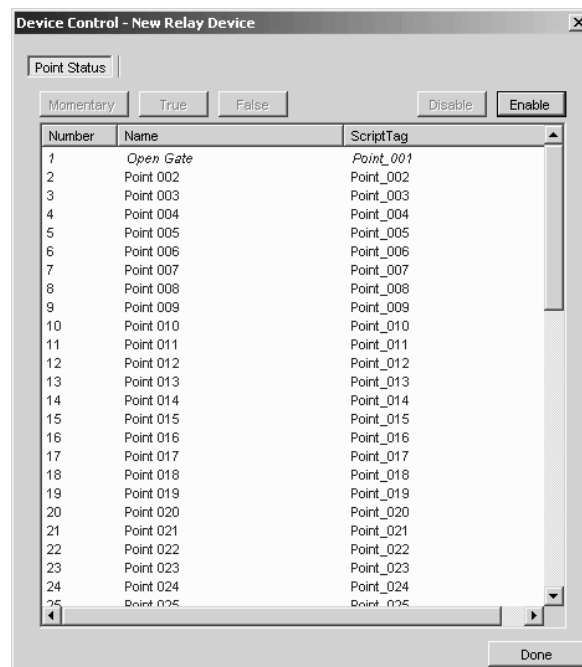 Device Control - New Relay Device
Point Status
Momentary True False Disable Enable
Number Name ScriptTag
1 Open Gate Point_001
2 Point 002 Point_002
3 Point 003 Point_003
4 Point 004 Point_004
5 Point 005 Point_005
6 Point 006 Point_006
7 Point 007 Point_007
8 Point 008 Point_008
9 Point 009 Point_009
10 Point 010 Point_010
11 Point 011 Point_011
12 Point 012 Point_012
13 Point 013 Point_013
14 Point 014 Point_014
15 Point 015 Point_015
16 Point 016 Point_016
17 Point 017 Point_017
18 Point 018 Point_018
19 Point 019 Point_019
20 Point 020 Point_020
21 Point 021 Point_021
22 Point 022 Point_022
23 Point 023 Point_023
24 Point 024 Point_024
25 Point 025 Point_025
Done